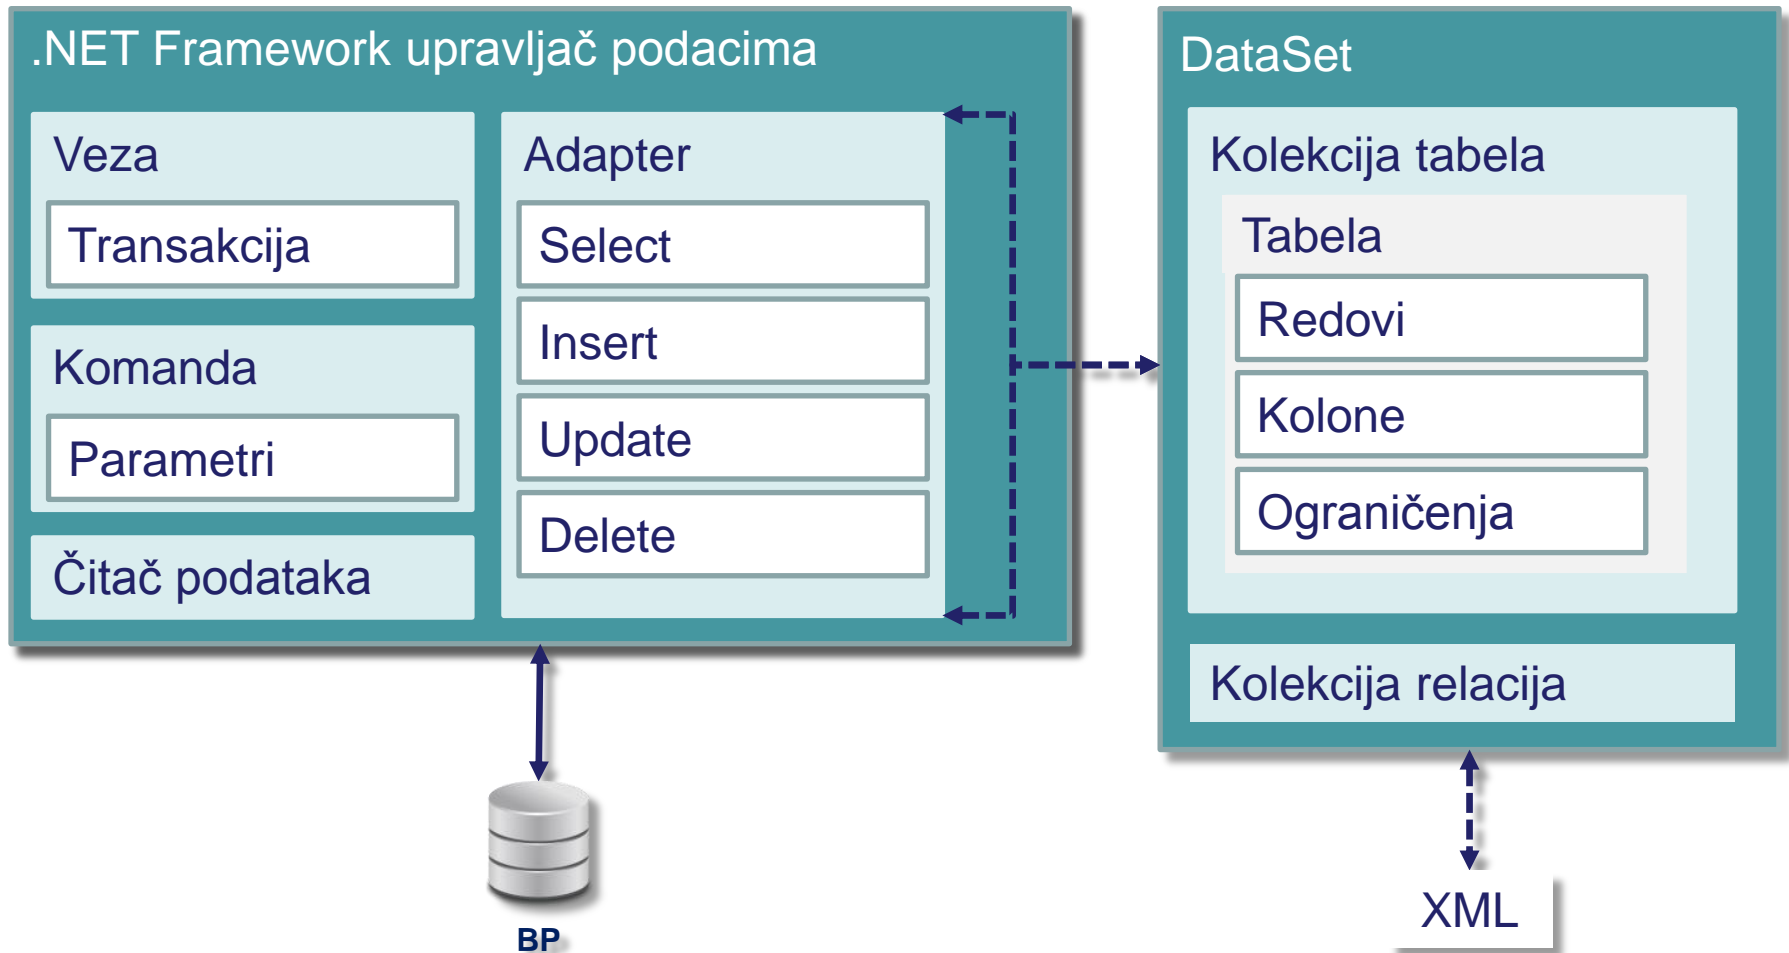 .NET Framework upravljač podacima
Veza
Transakcija
Komanda
Parametri
Čitač podataka
Adapter
Select
Insert
Update
Delete
BP
DataSet
Kolekcija tabela
Tabela
Redovi
Kolone
Ograničenja
Kolekcija relacija
XML